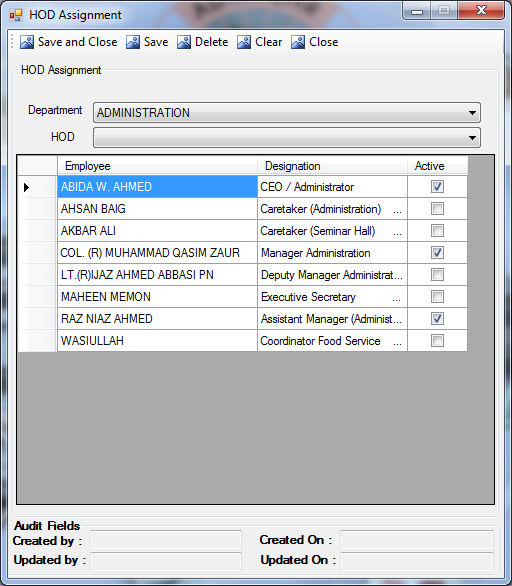 HOD Assignment
Save and Close Save Delete Clear Close
HOD Assignment
Department ADMINISTRATION
HOD
Employee Designation Active
ABIDA W. AHMED CEO / Administrator
AHSAN BAIG Caretaker (Administration) ...
AKBAR ALI Caretaker (Seminar Hall) ...
COL. (R) MUHAMMAD QASIM ZAUR Manager Administration
LT.(R)IJAZ AHMED ABBASI PN Deputy Manager Administrat...
MAHEEN MEMON Executive Secretary ...
RAZ NIAZ AHMED Assistant Manager (Administ...
WASIULLAH Coordinator Food Service ...
Audit Fields
Created by : Created On :
Updated by : Updated On :